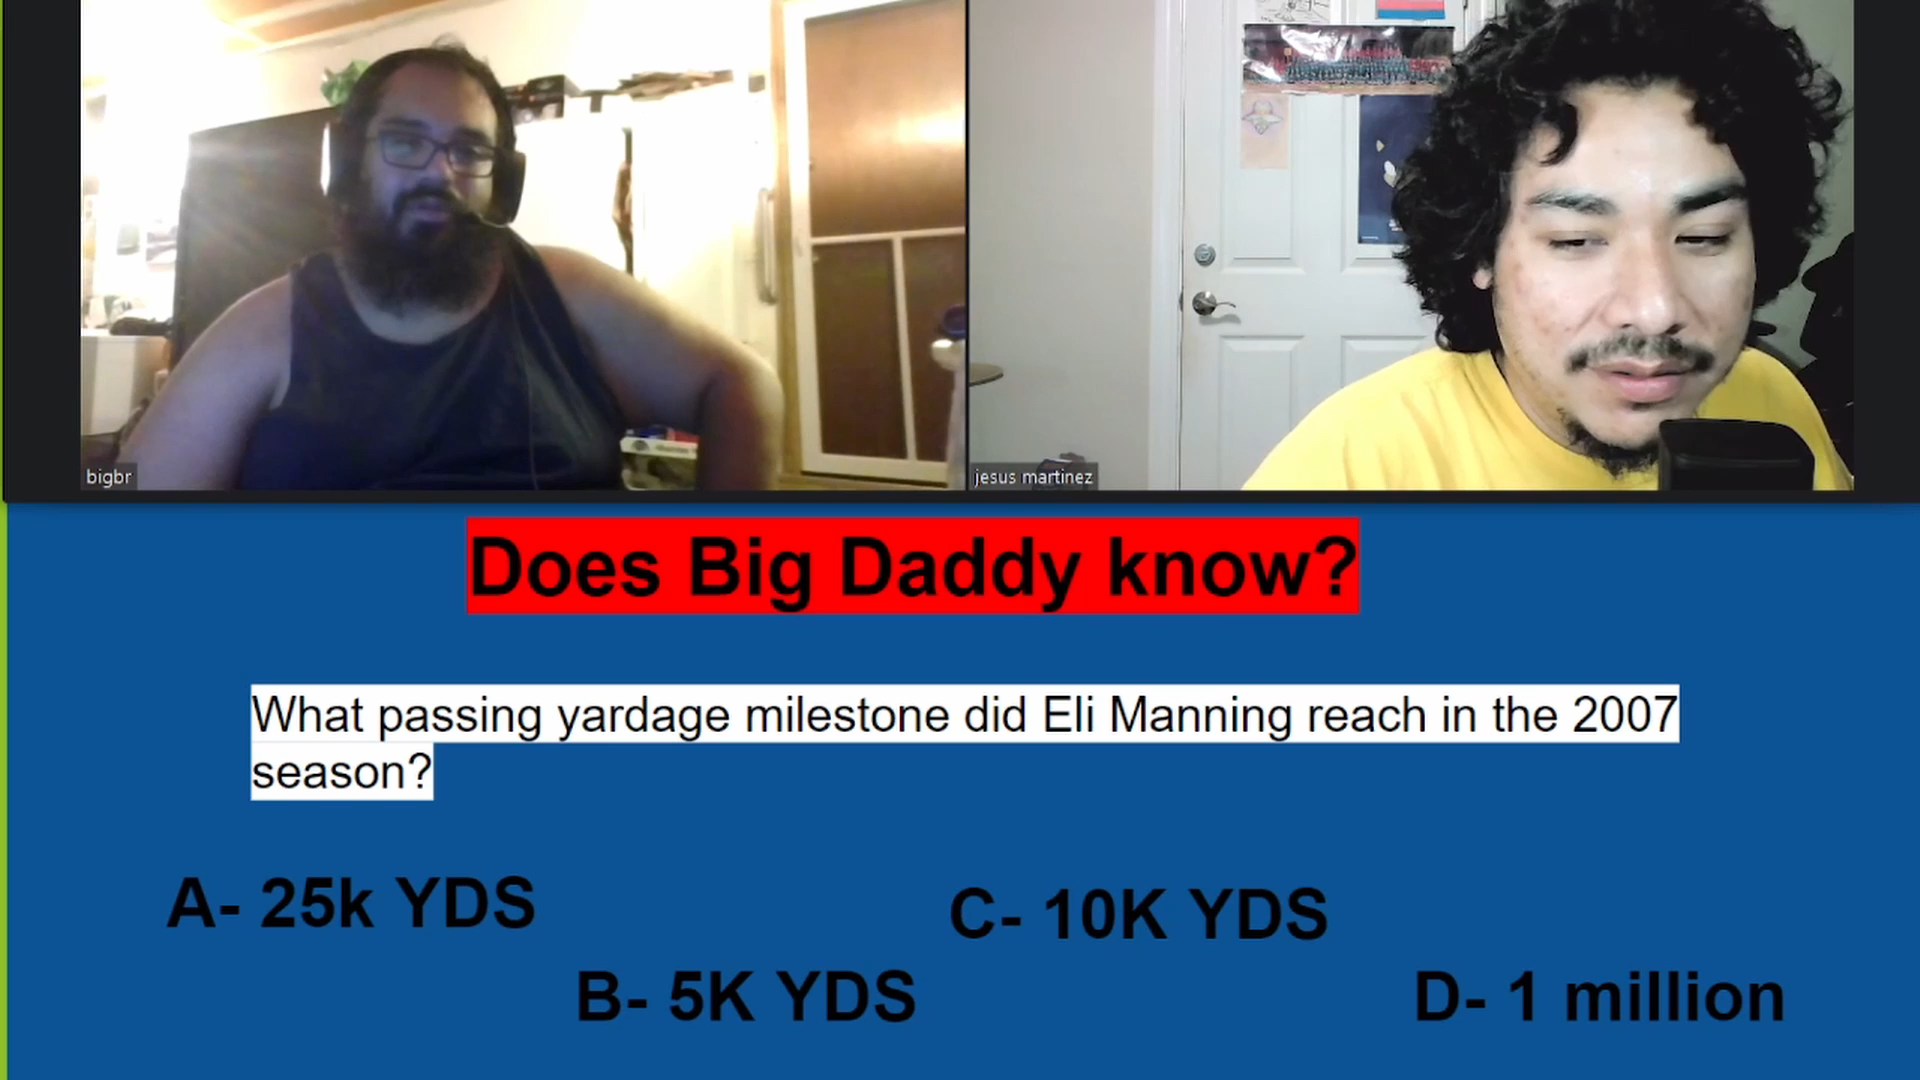 bigbr
jesus martinez
Does Big Daddy know?
What passing yardage milestone did Eli Manning reach in the 2007
season?
A- 25k YDS
C- 10K YDS
B- 5K YDS
D- 1 million